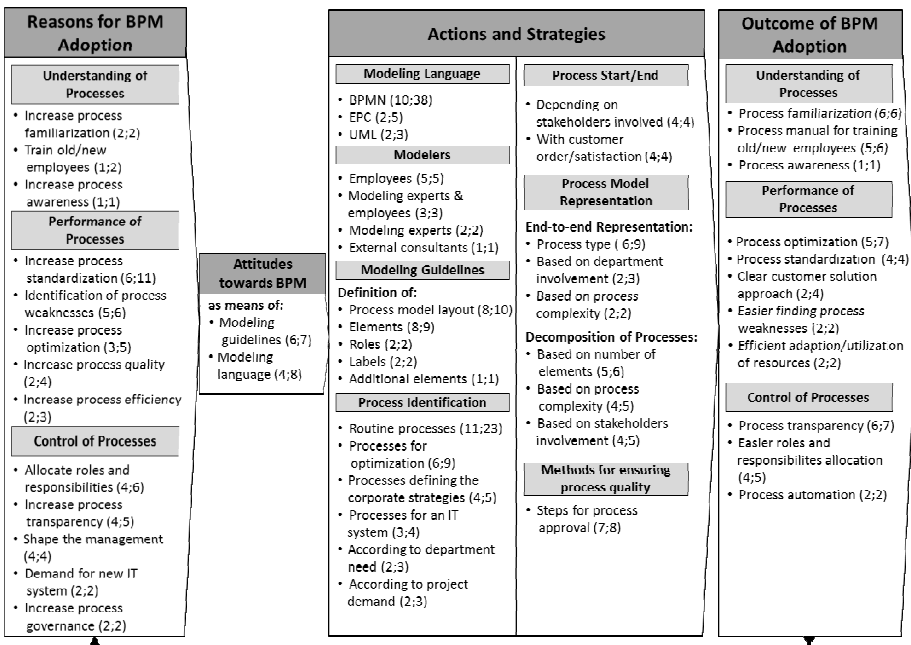 Reasons for BPM
Adoption
Understanding of
Processes
• Increase process
familiarization (2;2)
• Train old/new
employees (1;2)
• Increase process
awareness (1;1)
Performance of
Processes
• Increase process
standardization (6;11)
• Identification of process
weaknesses (5;6)
• Increase process
optimization (3;5)
• Increase process quality
(2;4)
• Increase process efficiency
(2;3)
Control of Processes
• Allocate roles and
responsibilities (4;6)
• Increase process
transparency (4;5)
• Shape the management
(4;4)
• Demand for new IT
system (2;2)
• Increase process
governance (2;2)
Attitudes
towards BPM
as means of:
• Modeling
guidelines (6;7)
• Modeling
language (4;8)
Actions and Strategies
Modeling Language
• BPMN (10;38)
• EPC (2;5)
• UML (2;3)
Modelers
• Employees (5;5)
• Modeling experts &
employees (3;3)
• Modeling experts (2;2)
• External consultants (1;1)
Modeling Guidelines
Definition of:
• Process model layout (8;10)
• Elements (8;9)
• Roles (2;2)
• Labels (2;2)
• Additional elements (1;1)
Process Identification
• Routine processes (11;23)
• Processes for
optimization (6;9)
• Processes defining the
corporate strategies (4;5)
• Processes for an IT
system (3;4)
• According to department
need (2;3)
• According to project
demand (2;3)
Process Start/End
• Depending on
stakeholders involved (4;4)
• With customer
order/satisfaction (4;4)
Process Model
Representation
End-to-end Representation:
• Process type ( 6;9)
• Based on department
involvement (2;3)
• Based on process
complexity (2;2)
Decomposition of Processes:
• Based on number of
elements (5;6)
• Based on process
complexity (4;5)
• Based on stakeholders
involvement (4;5)
Methods for ensuring
process quality
• Steps for process
approval (7;8)
Outcome of BPM
Adoption
Understanding of
Processes
• Process familiarization (6;6)
• Process manual for training
old/new employees (5;6)
• Process awareness (1;1)
Performance of
Processes
• Process optimization (5;7)
• Process standardization (4;4)
• Clear customer solution
approach (2;4)
• Easier finding process
weaknesses (2;2)
• Efficient adaption/utilization
of resources (2;2)
Control of Processes
• Process transparency (6;7)
• Easier roles and
responsibilites allocation
(4;5)
• Process automation (2;2)